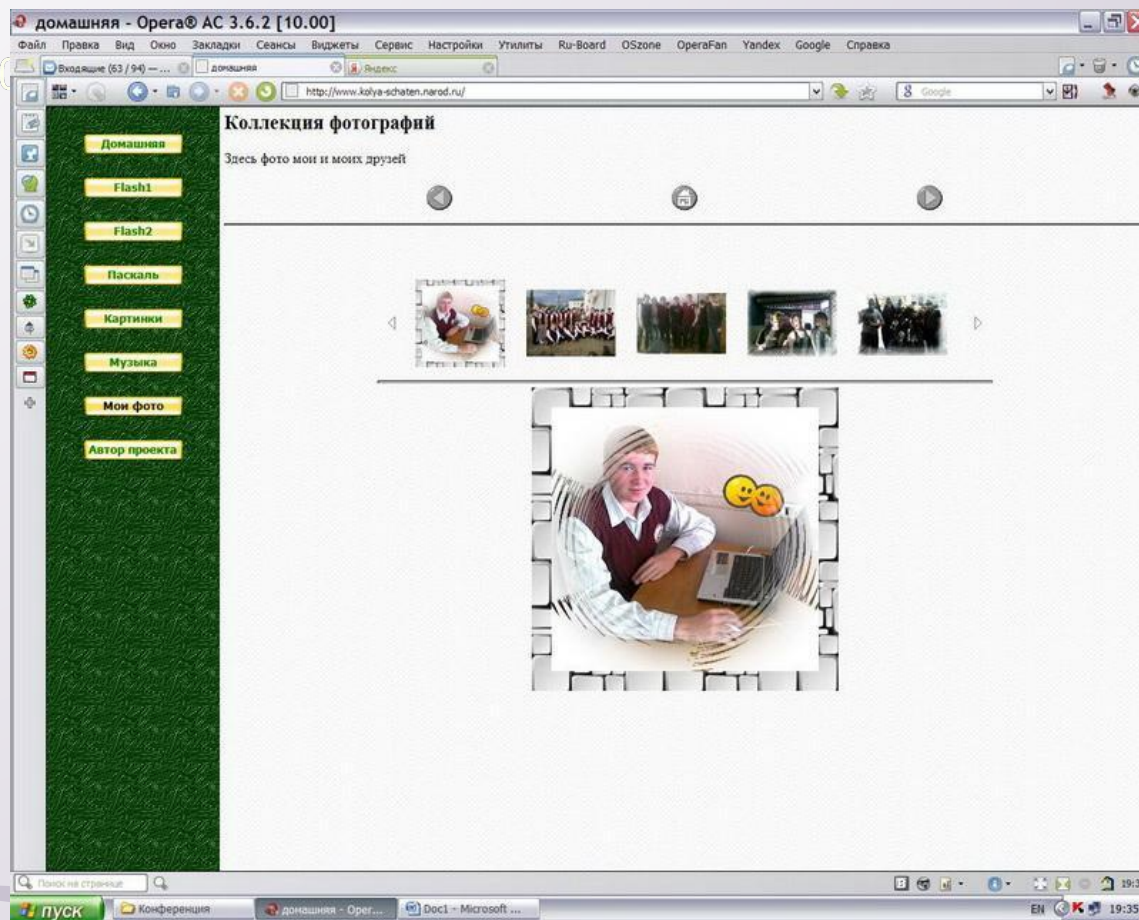 домашняя - Opera® AC 3.6.2 [10.00]
Файл Правка Вид Окно Закладки Сеансы Виджеты Сервис Настройки Утилиты Ru-Board OSzone OperaFan Yandex Google Справка
Входящие (63 / 94) — ... домашняя Яндекс
http://www.kolya-schaten.narod.ru/ Google
Домашняя
Flash1
Flash2
Паскаль
Картинки
Музыка
Мои фото
Автор проекта
Коллекция фотографий
Здесь фото мои и моих друзей
Поиск на странице
пуск Конференция домашняя - Oper... Doc1 - Microsoft ... EN 19:35